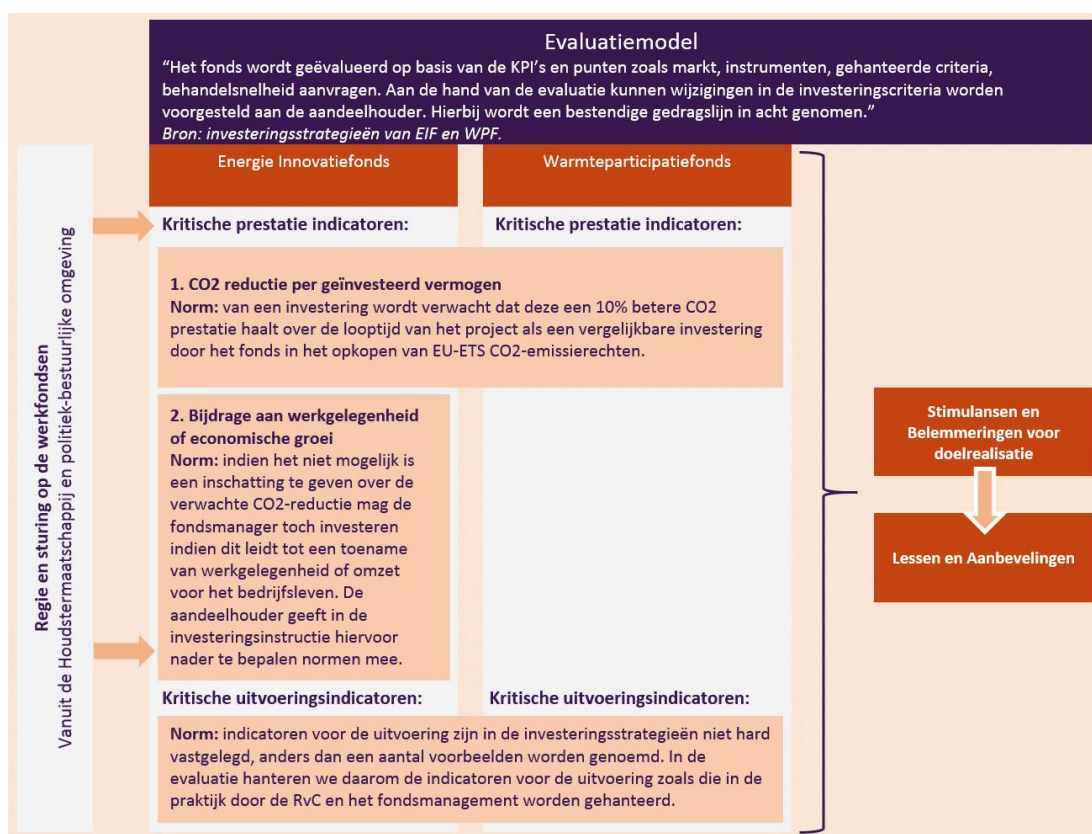 Evaluatiemodel
“Het fonds wordt geëvalueerd op basis van de KPI’s en punten zoals markt, instrumenten, gehanteerde criteria,
behandelsnelheid aanvragen. Aan de hand van de evaluatie kunnen wijzigingen in de investeringscriteria worden
voorgesteld aan de aandeelhouder. Hierbij wordt een bestendige gedragslijn in acht genomen.”
Bron: investeringsstrategieën van EIF en WPF.
Regie en sturing op de werkfondsen
Vanuit de Houdstermaatschappij en politiek-bestuurlijke omgeving
Energie Innovatiefonds
Warmteparticipatiefonds
Kritische prestatie indicatoren:
Kritische prestatie indicatoren:
1. CO2 reductie per geïnvesteerd vermogen
Norm: van een investering wordt verwacht dat deze een 10% betere CO2
prestatie haalt over de looptijd van het project als een vergelijkbare investering
door het fonds in het opkopen van EU-ETS CO2-emissierechten.
2. Bijdrage aan werkgelegenheid
of economische groei
Norm: indien het niet mogelijk is
een inschatting te geven over de
verwachte CO2-reductie mag de
fondsmanager toch investeren
indien dit leidt tot een toename
van werkgelegenheid of omzet
voor het bedrijfsleven. De
aandeelhouder geeft in de
investeringsinstructie hiervoor
nader te bepalen normen mee.
Kritische uitvoeringsindicatoren:
Kritische uitvoeringsindicatoren:
Norm: indicatoren voor de uitvoering zijn in de investeringsstrategieën niet hard
vastgelegd, anders dan een aantal voorbeelden worden genoemd. In de
evaluatie hanteren we daarom de indicatoren voor de uitvoering zoals die in de
praktijk door de RvC en het fondsmanagement worden gehanteerd.
Stimulansen en
Belemmeringen voor
doelrealisatie
Lessen en Aanbevelingen